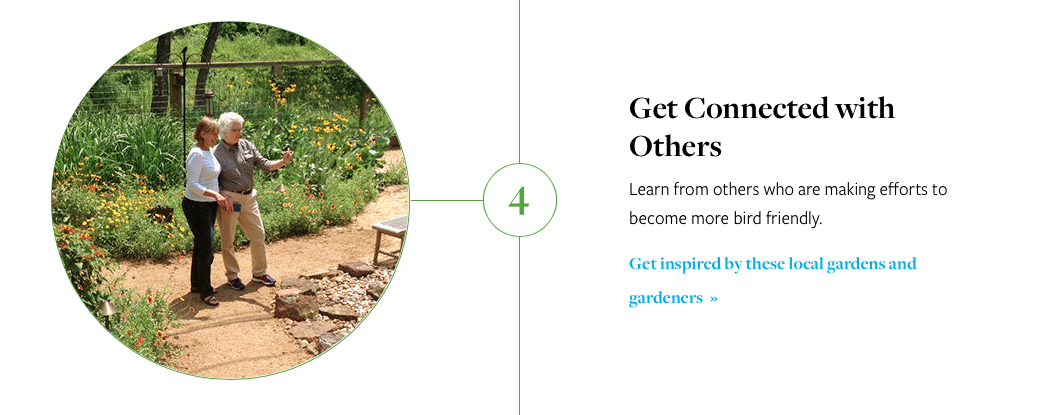 4
Get Connected with
Others
Learn from others who are making efforts to
become more bird friendly.
Get inspired by these local gardens and
gardeners »